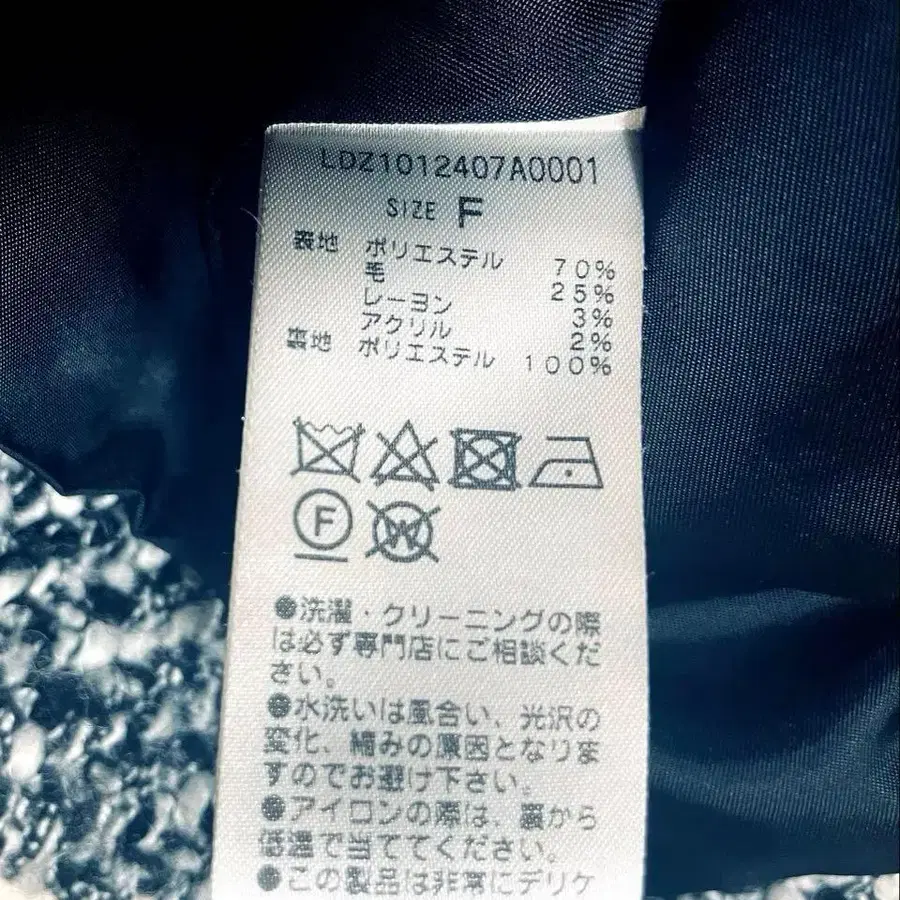 LDZ1012407A0001
SIZE F
表地 ポリエステル 70%
毛 25%
レーヨン 3%
アクリル 2%
裏地 ポリエステル 100%
F W
●洗濯・クリーニングの際
は必ず専門店にご相談くだ
さい。
●水洗いは風合い、光沢の
変化、縮みの原因となりま
すのでお避け下さい。
●アイロンの際は、裏から
低温で当ててください。
●この製品は非常にデリケ